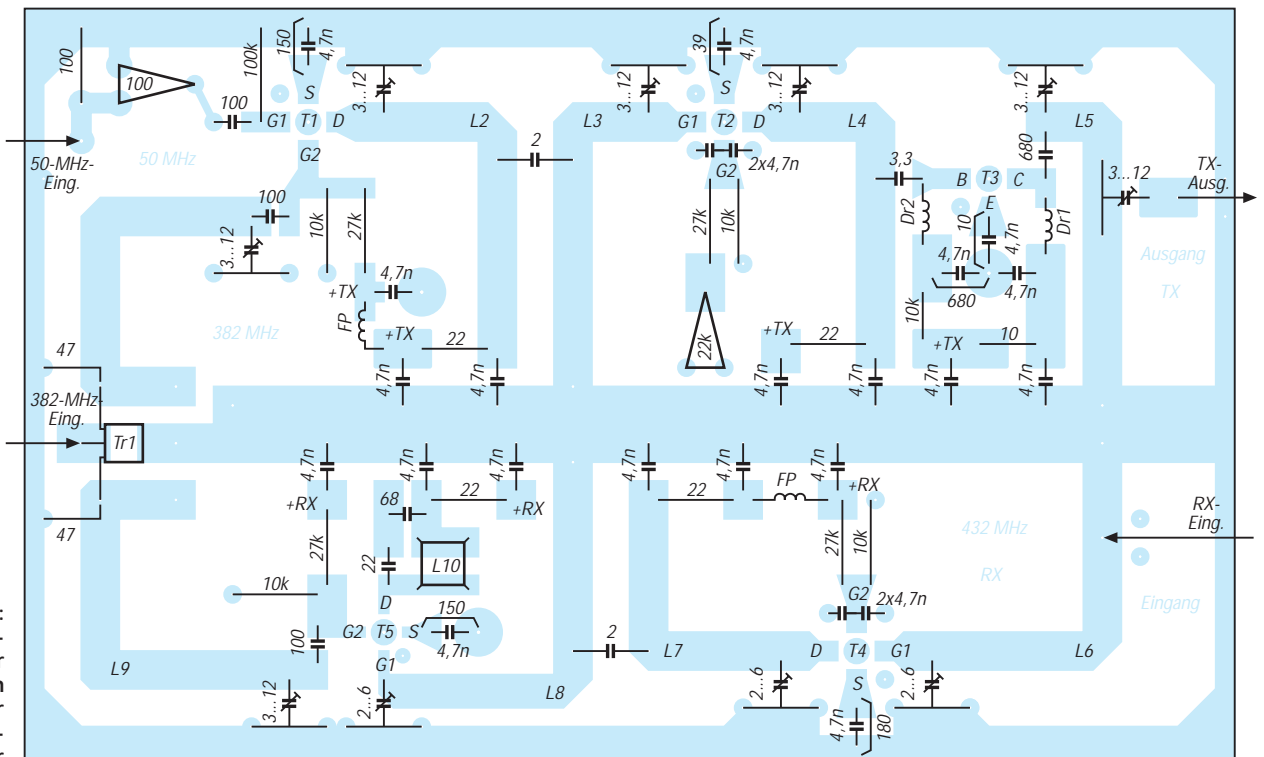 100
100
100
100k
150
4,7n
3...12
S
G1 T1 D
G2
L2
50-MHz-
Eing.
50 MHz
2
L3
3...12
39
4,7n
3...12
S
G1 T2 D
G2
2x4,7n
L4
3,3
B T3 C
E
3...12
L5
680
3...12
TX-
Ausg.
Ausgang
TX
100
3...12
10k
27k
4,7n
+TX
FP
+TX
22
4,7n
4,7n
382 MHz
27k
10k
22k
+TX
22
4,7n
4,7n
Dr2
10
4,7n
4,7n
4,7n
680
Dr1
10k
+TX
10
4,7n
4,7n
47
382-MHz-
Eing.
Tr1
47
4,7n
+RX
27k
10k
4,7n
68
22
4,7n
+RX
22
L10
D
G2 T5 S
G1
150
4,7n
100
L9
3...12
2...6
L8
2
4,7n
22
4,7n
FP
4,7n
+RX
27k
10k
432 MHz
RX
RX-
Eing.
Eingang
G2
2x4,7n
L7
D T4 G1
S
L6
2...6
2...6
4,7n
180